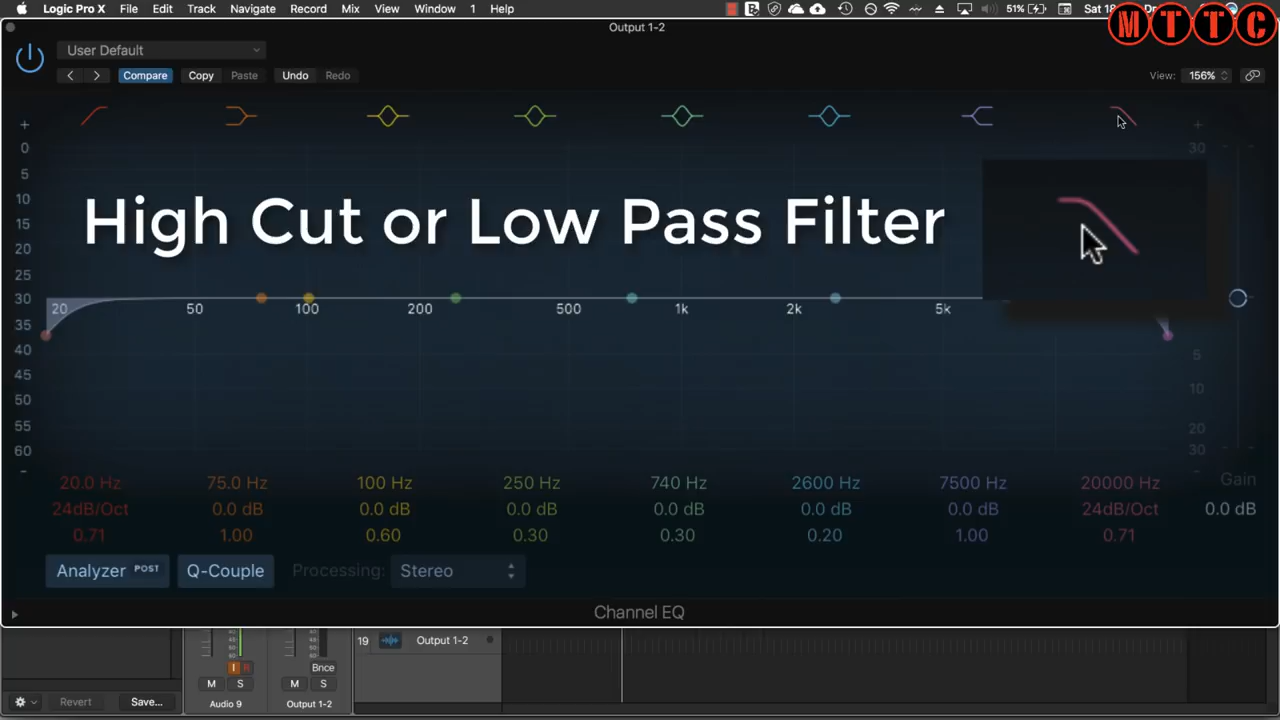 Logic Pro X File Edit Track Navigate Record Mix View Window 1 Help 51% Sat 18
MTTC
Output 1-2
User Default
Compare Copy Paste Undo Redo View: 156%
+ +
0 30
5
10
15
20
25
30
35
40
45
50
55
60
-
High Cut or Low Pass Filter
20 50 100 200 500 1k 2k 5k
5
10
20
30
-
20.0 Hz 75.0 Hz 100 Hz 250 Hz 740 Hz 2600 Hz 7500 Hz 20000 Hz Gain
24dB/Oct 0.0 dB 0.0 dB 0.0 dB 0.0 dB 0.0 dB 0.0 dB 24dB/Oct 0.0 dB
0.71 1.00 0.60 0.30 0.30 0.20 1.00 0.71
Analyzer POST Q-Couple Processing: Stereo
Channel EQ
19 Output 1-2
I R Bnce
M S M S
Revert Save... Audio 9 Output 1-2